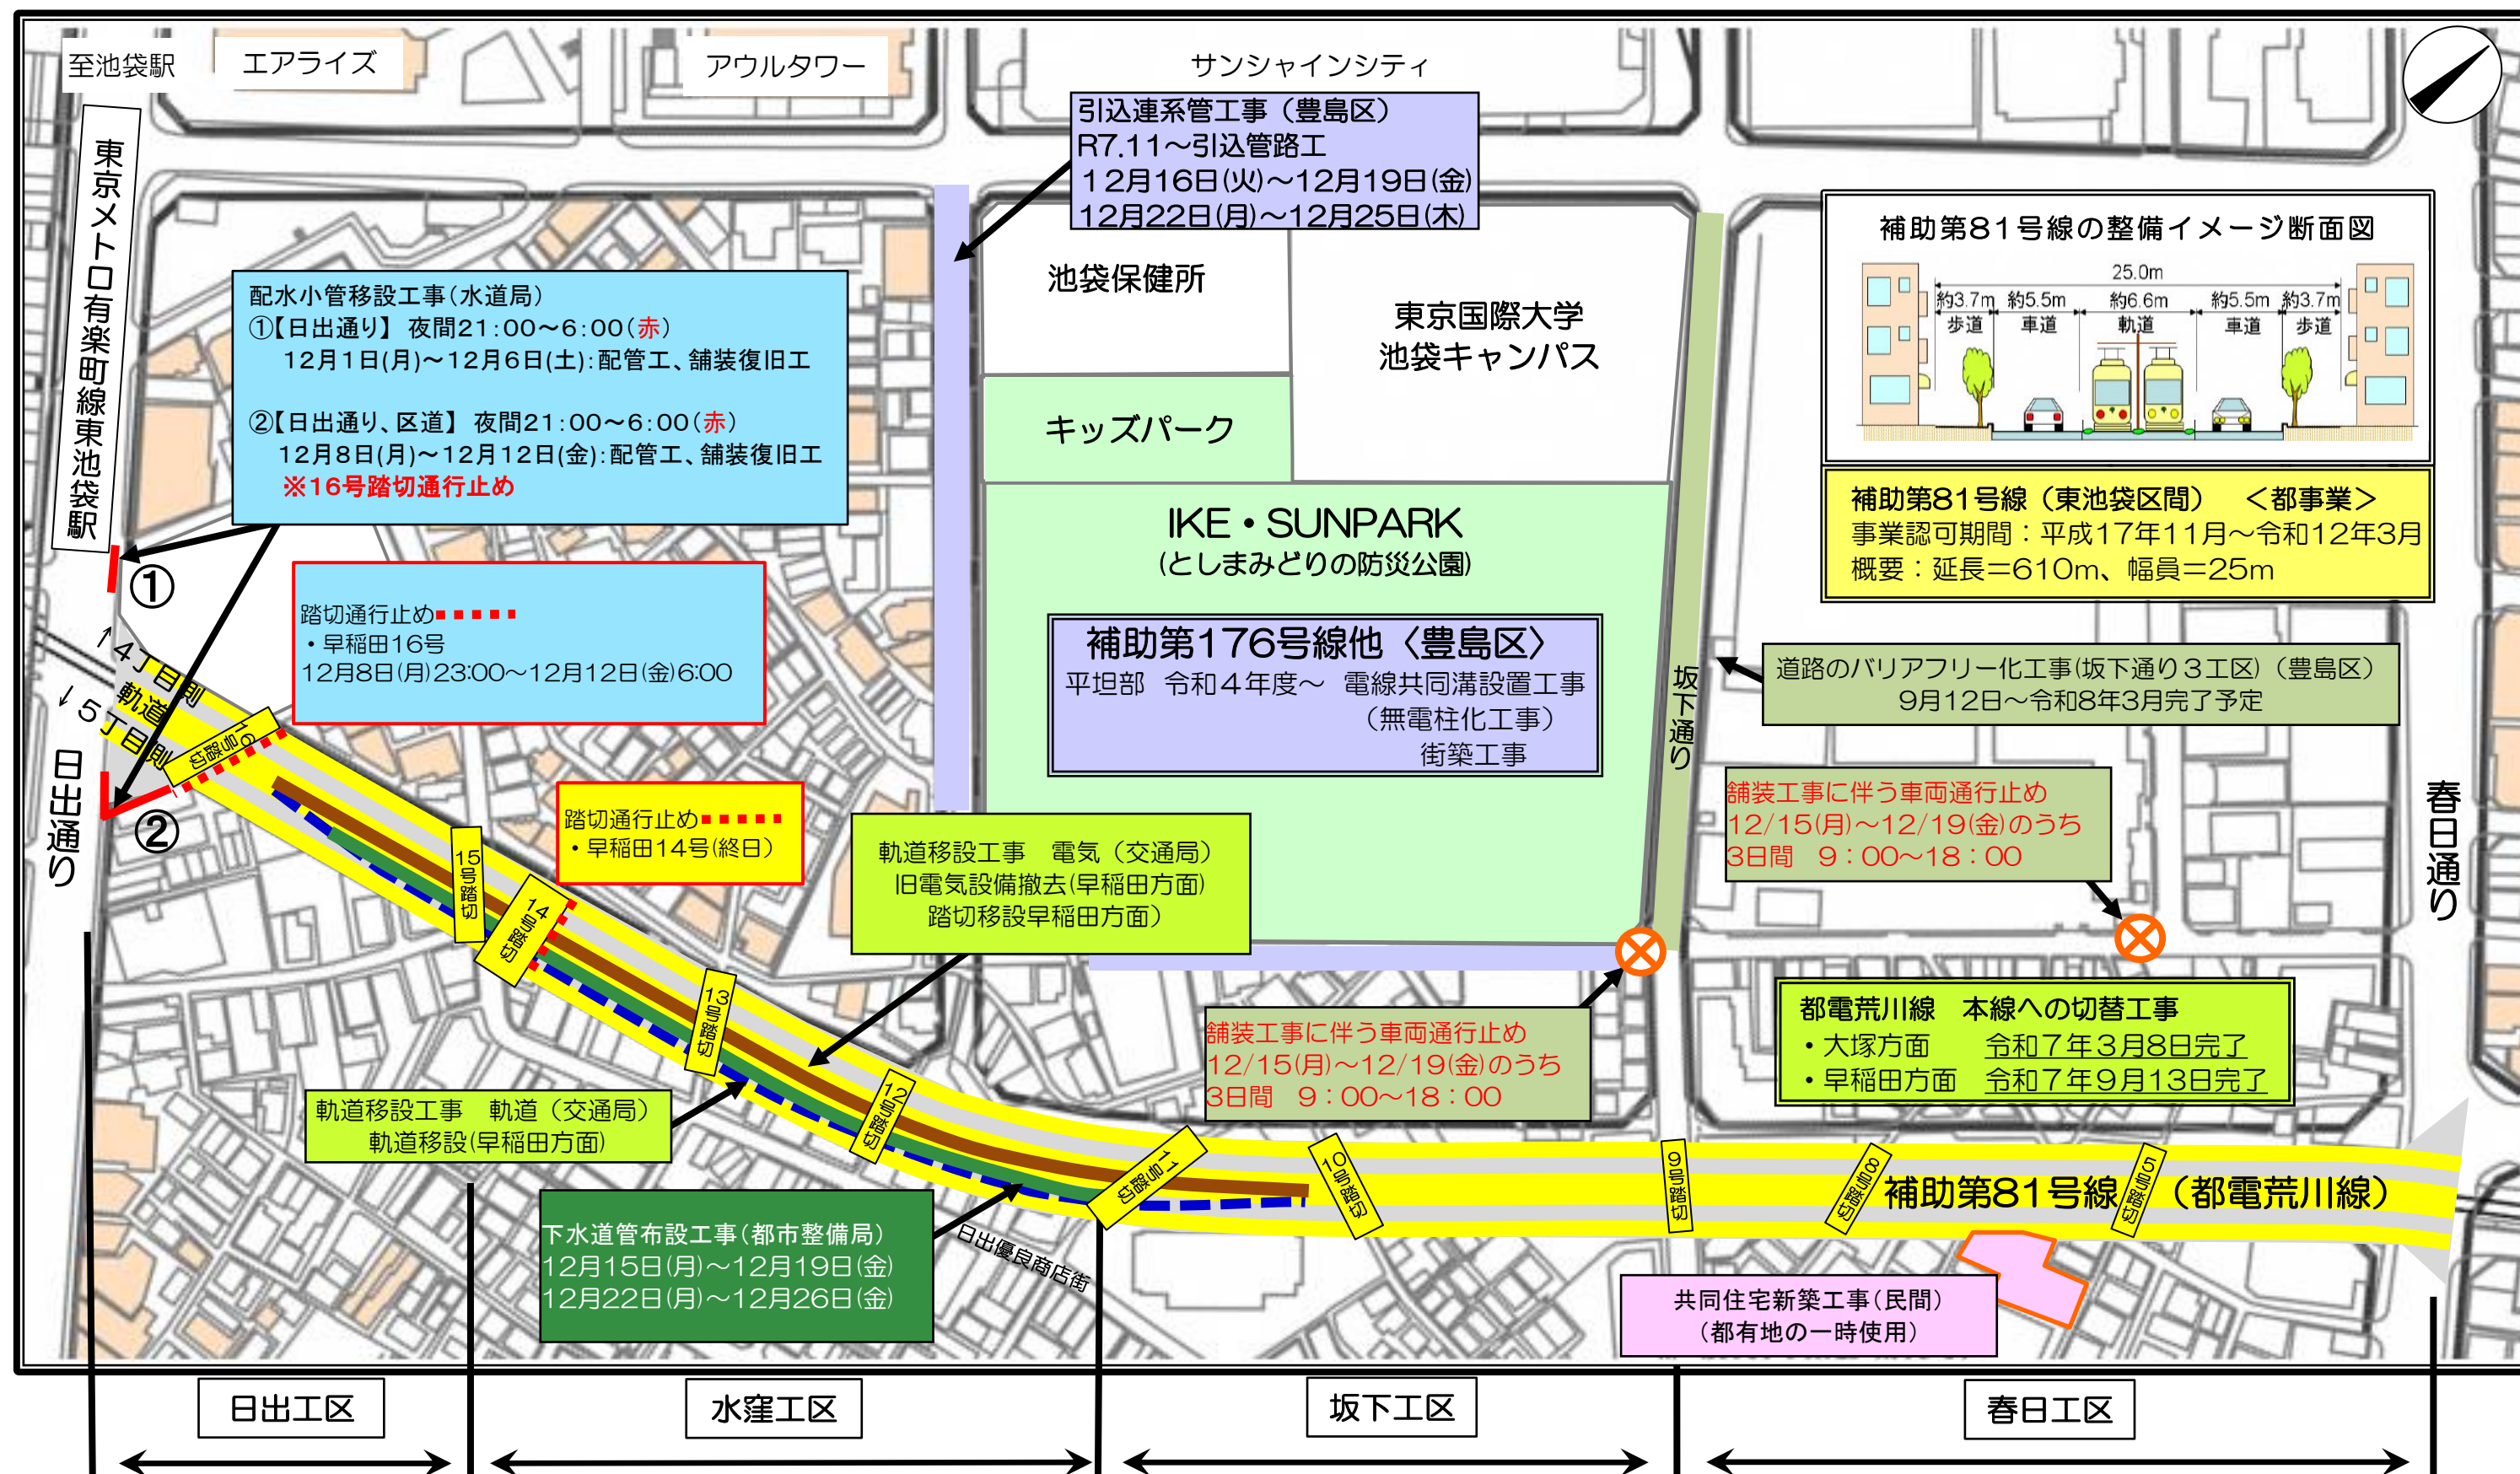 至池袋駅
エアライズ
アウルタワー
サンシャインシティ
東京メトロ有楽町線東池袋駅
引込連系管工事（豊島区）
R7.11～引込管路工
12月16日(火)～12月19日(金)
12月22日(月)～12月25日(木)
配水小管移設工事(水道局)
①【日出通り】 夜間21:00～6:00(赤)
12月1日(月)～12月6日(土):配管工、舗装復旧工
②【日出通り、区道】 夜間21:00～6:00(赤)
12月8日(月)～12月12日(金):配管工、舗装復旧工
※16号踏切通行止め
池袋保健所
東京国際大学
池袋キャンパス
キッズパーク
IKE・SUNPARK
(としまみどりの防災公園)
補助第176号線他〈豊島区〉
平坦部 令和４年度～ 電線共同溝設置工事
（無電柱化工事）
街築工事
補助第81号線の整備イメージ断面図
25.0m
約3.7m 約5.5m 約6.6m 約5.5m 約3.7m
歩道 車道 軌道 車道 歩道
補助第81号線（東池袋区間） ＜都事業＞
事業認可期間：平成17年11月～令和12年3月
概要：延長＝610m、幅員＝25m
①
踏切通行止め
・早稲田16号
12月8日(月)23:00～12月12日(金)6:00
↑４丁目側
軌道
↓５丁目側
16号踏切
②
日出通り
踏切通行止め
・早稲田14号(終日)
15号踏切
14号踏切
13号踏切
12号踏切
11号踏切
10号踏切
9号踏切
8号踏切
5号踏切
軌道移設工事 電気（交通局）
旧電気設備撤去(早稲田方面)
踏切移設早稲田方面）
坂下通り
道路のバリアフリー化工事(坂下通り３工区)（豊島区）
9月12日～令和8年3月完了予定
舗装工事に伴う車両通行止め
12/15(月)～12/19(金)のうち
3日間 9：00～18：00
春日通り
舗装工事に伴う車両通行止め
12/15(月)～12/19(金)のうち
3日間 9：00～18：00
都電荒川線 本線への切替工事
・大塚方面 令和７年３月8日完了
・早稲田方面 令和７年９月13日完了
軌道移設工事 軌道（交通局）
軌道移設(早稲田方面)
下水道管布設工事(都市整備局)
12月15日(月)～12月19日(金)
12月22日(月)～12月26日(金)
日出優良商店街
補助第81号線 （都電荒川線）
共同住宅新築工事(民間)
（都有地の一時使用）
日出工区
水窪工区
坂下工区
春日工区